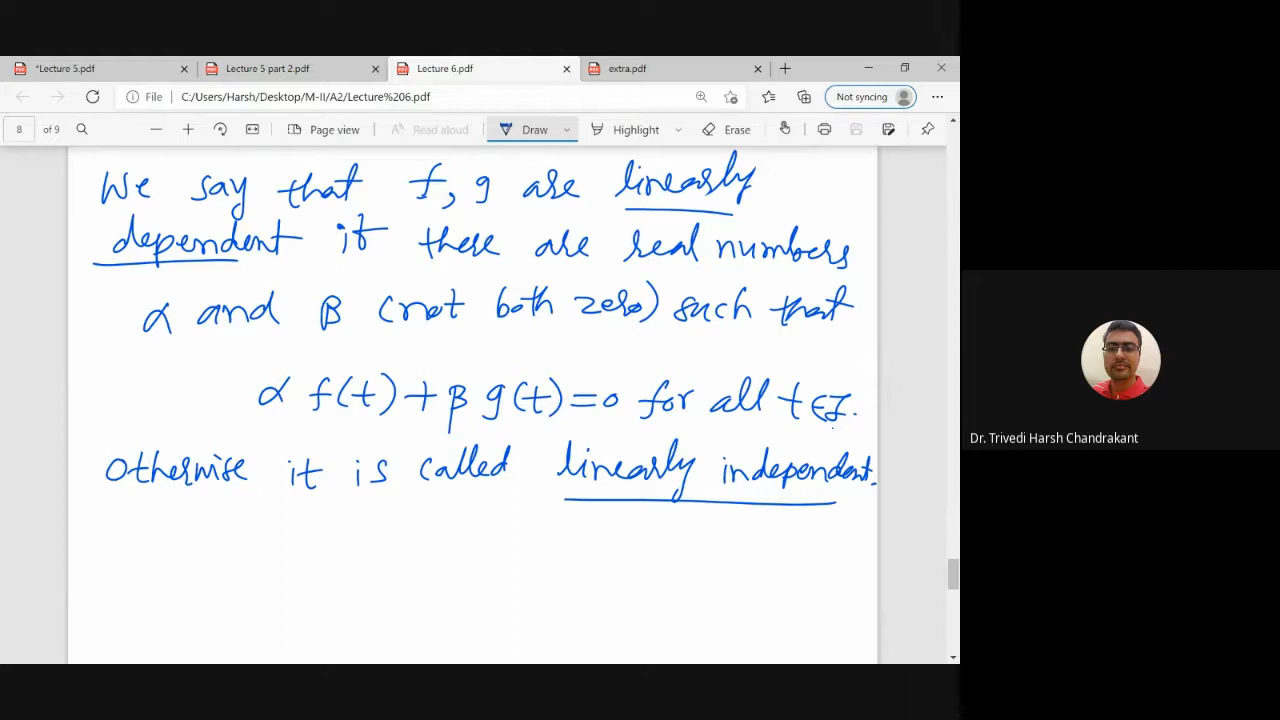 *Lecture 5.pdf
Lecture 5 part 2.pdf
Lecture 6.pdf
extra.pdf
File
C:/Users/Harsh/Desktop/M-II/A2/Lecture%206.pdf
Not syncing
8 of 9
Page view
Read aloud
Draw
Highlight
Erase
We say that f, g are linearly
dependent if there are real numbers
α and β (not both zero) such that
α f(t) + β g(t) = 0 for all t ∈ I.
Otherwise it is called linearly independent.
Dr. Trivedi Harsh Chandrakant